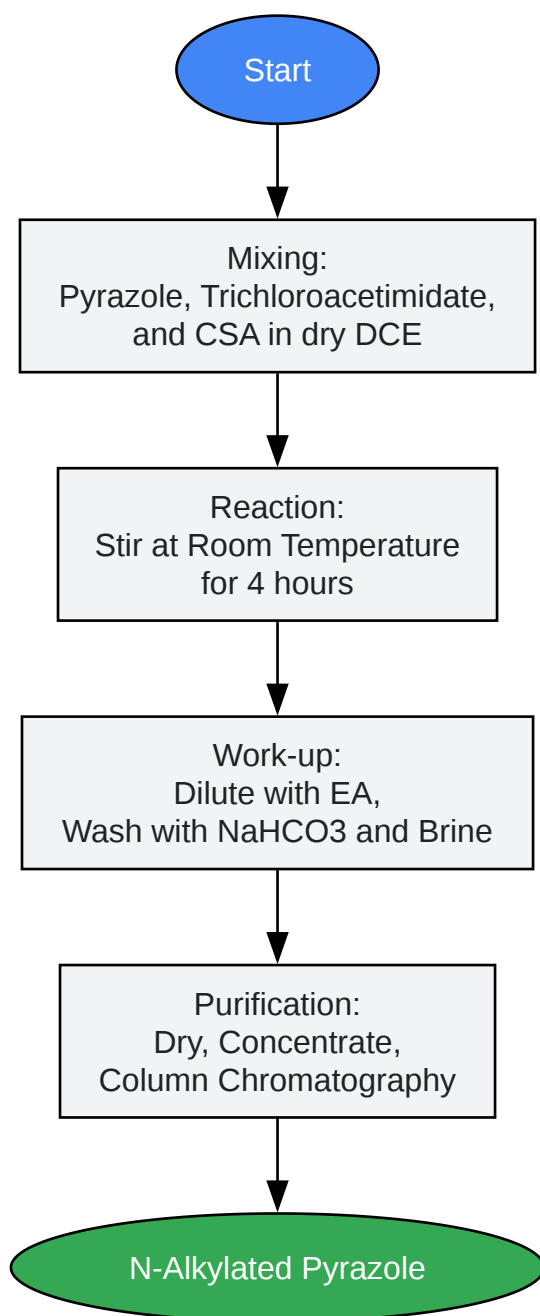 Start
Mixing:
Pyrazole, Trichloroacetimidate,
and CSA in dry DCE
Reaction:
Stir at Room Temperature
for 4 hours
Work-up:
Dilute with EA,
Wash with NaHCO3 and Brine
Purification:
Dry, Concentrate,
Column Chromatography
N-Alkylated Pyrazole